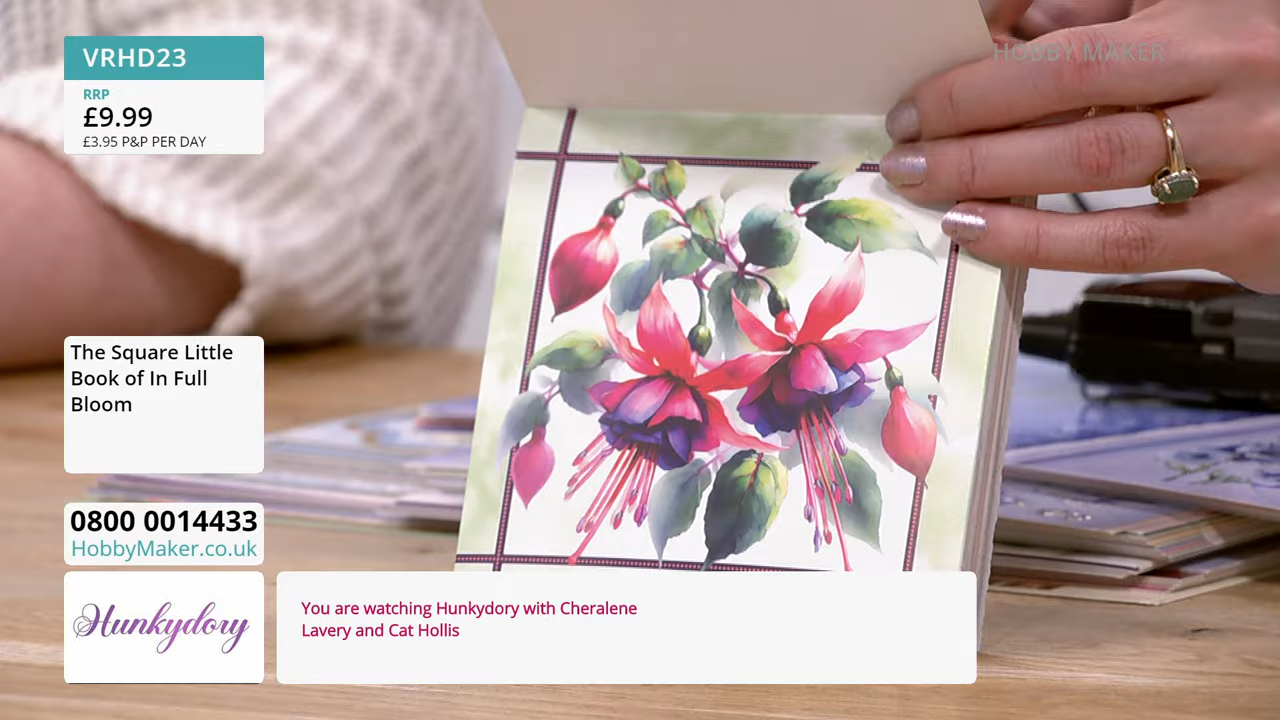 VRHD23
RRP
£9.99
£3.95 P&P PER DAY
HOBBY MAKER
The Square Little
Book of In Full
Bloom
0800 0014433
HobbyMaker.co.uk
Hunkydory
You are watching Hunkydory with Cheralene
Lavery and Cat Hollis